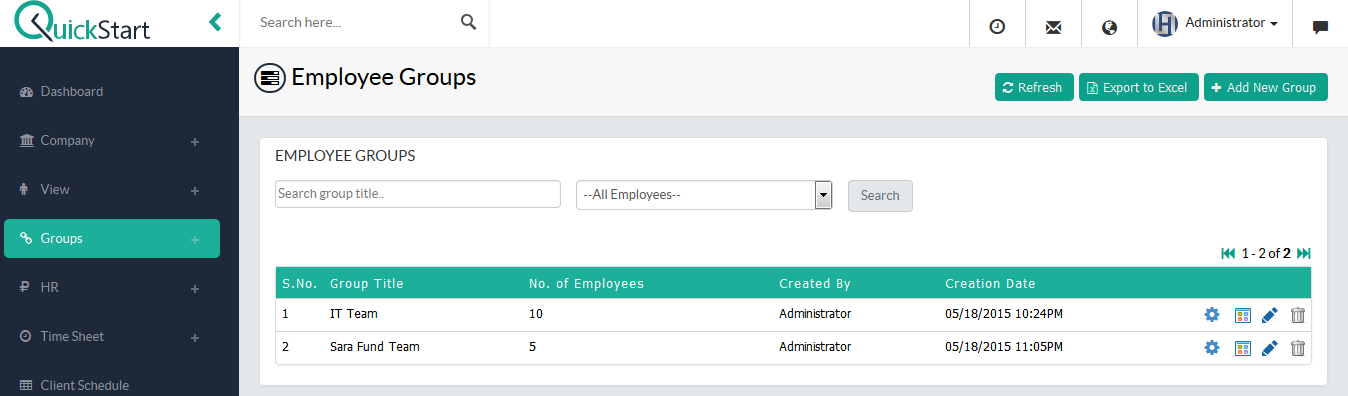 QuickStart
Search here...
Administrator
Dashboard
Company
View
Groups
HR
Time Sheet
Client Schedule
Employee Groups
Refresh
Export to Excel
Add New Group
EMPLOYEE GROUPS
Search group title..
--All Employees--
Search
1 - 2 of 2
S.No. Group Title No. of Employees Created By Creation Date
1 IT Team 10 Administrator 05/18/2015 10:24PM
2 Sara Fund Team 5 Administrator 05/18/2015 11:05PM